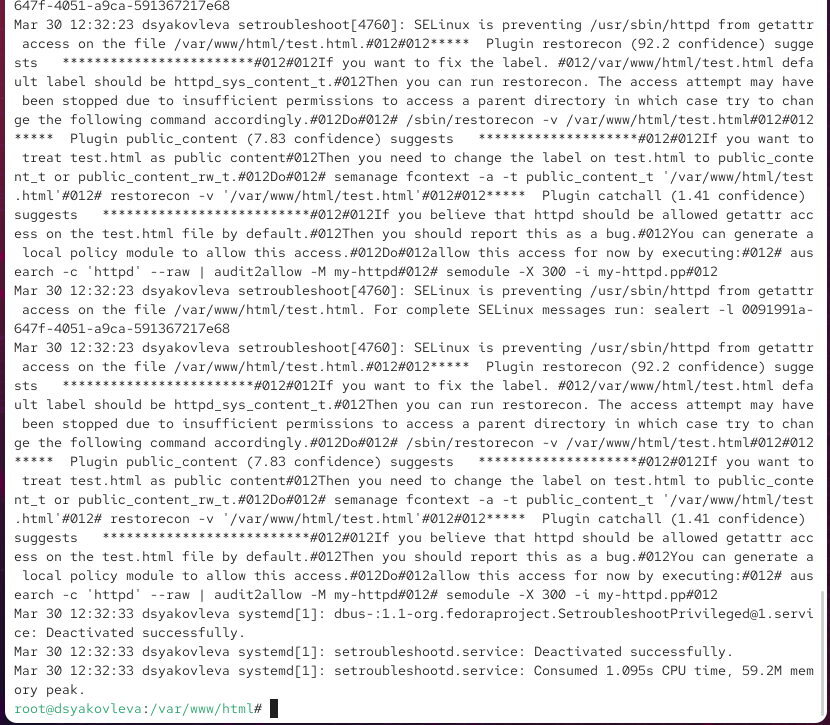 647f-4051-a9ca-591367217e68
Mar 30 12:32:23 dsyakovleva setroubleshoot[4760]: SELinux is preventing /usr/sbin/httpd from getattr
 access on the file /var/www/html/test.html.#012#012*****  Plugin restorecon (92.2 confidence) sugge
sts   ************************#012#012If you want to fix the label. #012/var/www/html/test.html defa
ult label should be httpd_sys_content_t.#012Then you can run restorecon. The access attempt may have
 been stopped due to insufficient permissions to access a parent directory in which case try to chan
ge the following command accordingly.#012Do#012# /sbin/restorecon -v /var/www/html/test.html#012#012
*****  Plugin public_content (7.83 confidence) suggests   ********************#012#012If you want to
 treat test.html as public content#012Then you need to change the label on test.html to public_conte
nt_t or public_content_rw_t.#012Do#012# semanage fcontext -a -t public_content_t '/var/www/html/test
.html'#012# restorecon -v '/var/www/html/test.html'#012#012*****  Plugin catchall (1.41 confidence)
suggests   **************************#012#012If you believe that httpd should be allowed getattr acc
ess on the test.html file by default.#012Then you should report this as a bug.#012You can generate a
 local policy module to allow this access.#012Do#012allow this access for now by executing:#012# aus
earch -c 'httpd' --raw | audit2allow -M my-httpd#012# semodule -X 300 -i my-httpd.pp#012
Mar 30 12:32:23 dsyakovleva setroubleshoot[4760]: SELinux is preventing /usr/sbin/httpd from getattr
 access on the file /var/www/html/test.html. For complete SELinux messages run: sealert -l 0091991a-
647f-4051-a9ca-591367217e68
Mar 30 12:32:23 dsyakovleva setroubleshoot[4760]: SELinux is preventing /usr/sbin/httpd from getattr
 access on the file /var/www/html/test.html.#012#012*****  Plugin restorecon (92.2 confidence) sugge
sts   ************************#012#012If you want to fix the label. #012/var/www/html/test.html defa
ult label should be httpd_sys_content_t.#012Then you can run restorecon. The access attempt may have
 been stopped due to insufficient permissions to access a parent directory in which case try to chan
ge the following command accordingly.#012Do#012# /sbin/restorecon -v /var/www/html/test.html#012#012
*****  Plugin public_content (7.83 confidence) suggests   ********************#012#012If you want to
 treat test.html as public content#012Then you need to change the label on test.html to public_conte
nt_t or public_content_rw_t.#012Do#012# semanage fcontext -a -t public_content_t '/var/www/html/test
.html'#012# restorecon -v '/var/www/html/test.html'#012#012*****  Plugin catchall (1.41 confidence)
suggests   **************************#012#012If you believe that httpd should be allowed getattr acc
ess on the test.html file by default.#012Then you should report this as a bug.#012You can generate a
 local policy module to allow this access.#012Do#012allow this access for now by executing:#012# aus
earch -c 'httpd' --raw | audit2allow -M my-httpd#012# semodule -X 300 -i my-httpd.pp#012
Mar 30 12:32:33 dsyakovleva systemd[1]: dbus-:1.1-org.fedoraproject.SetroubleshootPrivileged@1.servi
ce: Deactivated successfully.
Mar 30 12:32:33 dsyakovleva systemd[1]: setroubleshootd.service: Deactivated successfully.
Mar 30 12:32:33 dsyakovleva systemd[1]: setroubleshootd.service: Consumed 1.095s CPU time, 59.2M mem
ory peak.
root@dsyakovleva:/var/www/html#